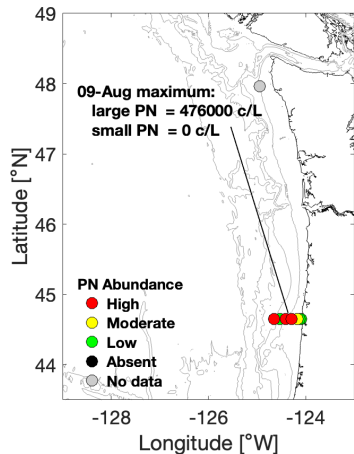 49
48
47
46
45
44
Latitude [°N]
09-Aug maximum:
large PN = 476000 c/L
small PN = 0 c/L
PN Abundance
High
Moderate
Low
Absent
No data
-128
-126
-124
-122
Longitude [°W]